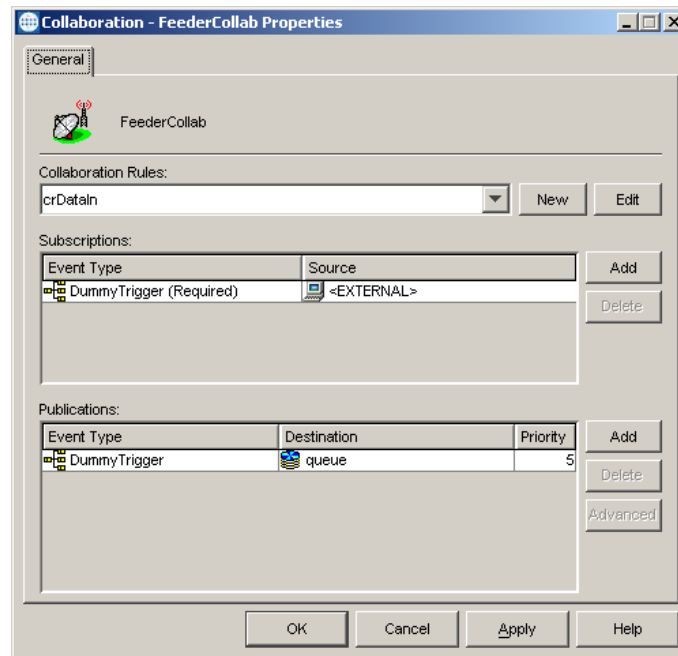 Collaboration - FeederCollab Properties
General
FeederCollab
Collaboration Rules:
crDataIn New Edit
Subscriptions:
Event Type Source Add
DummyTrigger (Required) <EXTERNAL>
Delete
Publications:
Event Type Destination Priority Add
DummyTrigger queue 5
Delete
Advanced
OK Cancel Apply Help